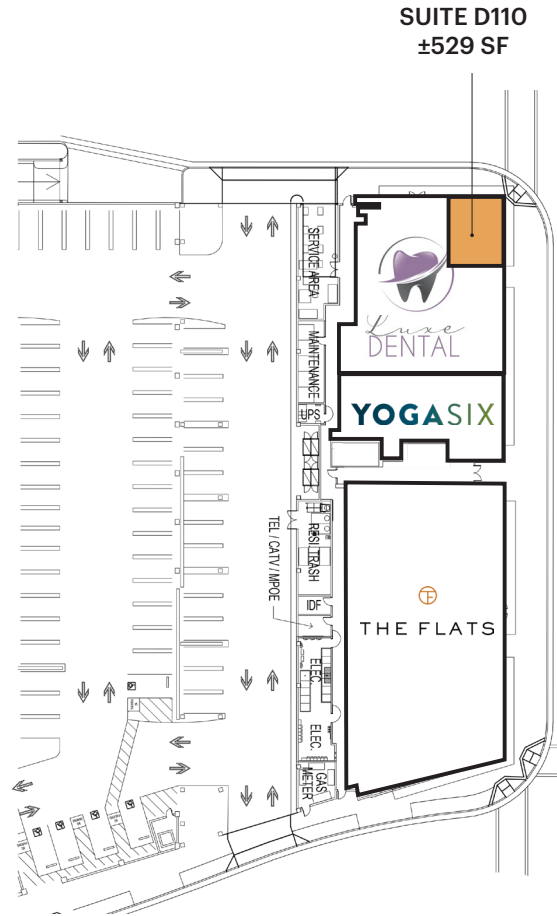 SUITE D110
±529 SF
SERVICE AREA
Luxe
DENTAL
MAINTENANCE
UPS
YOGASIX
RESI. TRASH
TEL / CATV / MPOE
IDF
THE FLATS
ELEC.
ELEC.
GAS
METER